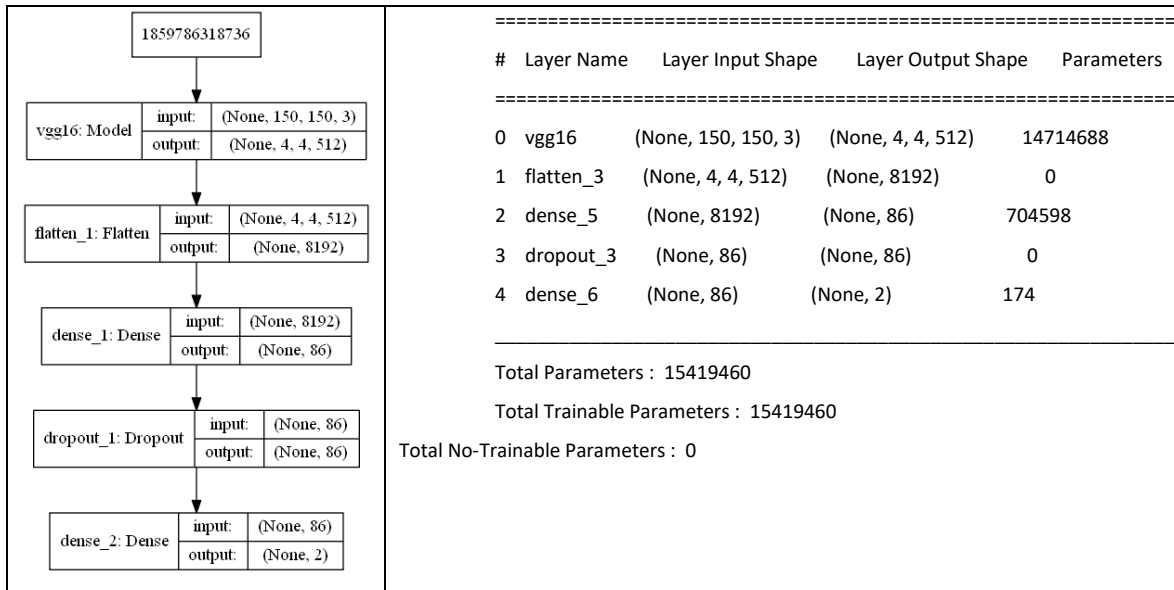 1859786318736
vgg16: Model input: (None, 150, 150, 3)
output: (None, 4, 4, 512)
flatten_1: Flatten input: (None, 4, 4, 512)
output: (None, 8192)
dense_1: Dense input: (None, 8192)
output: (None, 86)
dropout_1: Dropout input: (None, 86)
output: (None, 86)
dense_2: Dense input: (None, 86)
output: (None, 2)
# Layer Name Layer Input Shape Layer Output Shape Parameters
0 vgg16 (None, 150, 150, 3) (None, 4, 4, 512) 14714688
1 flatten_3 (None, 4, 4, 512) (None, 8192) 0
2 dense_5 (None, 8192) (None, 86) 704598
3 dropout_3 (None, 86) (None, 86) 0
4 dense_6 (None, 86) (None, 2) 174
Total Parameters : 15419460
Total Trainable Parameters : 15419460
Total No-Trainable Parameters : 0